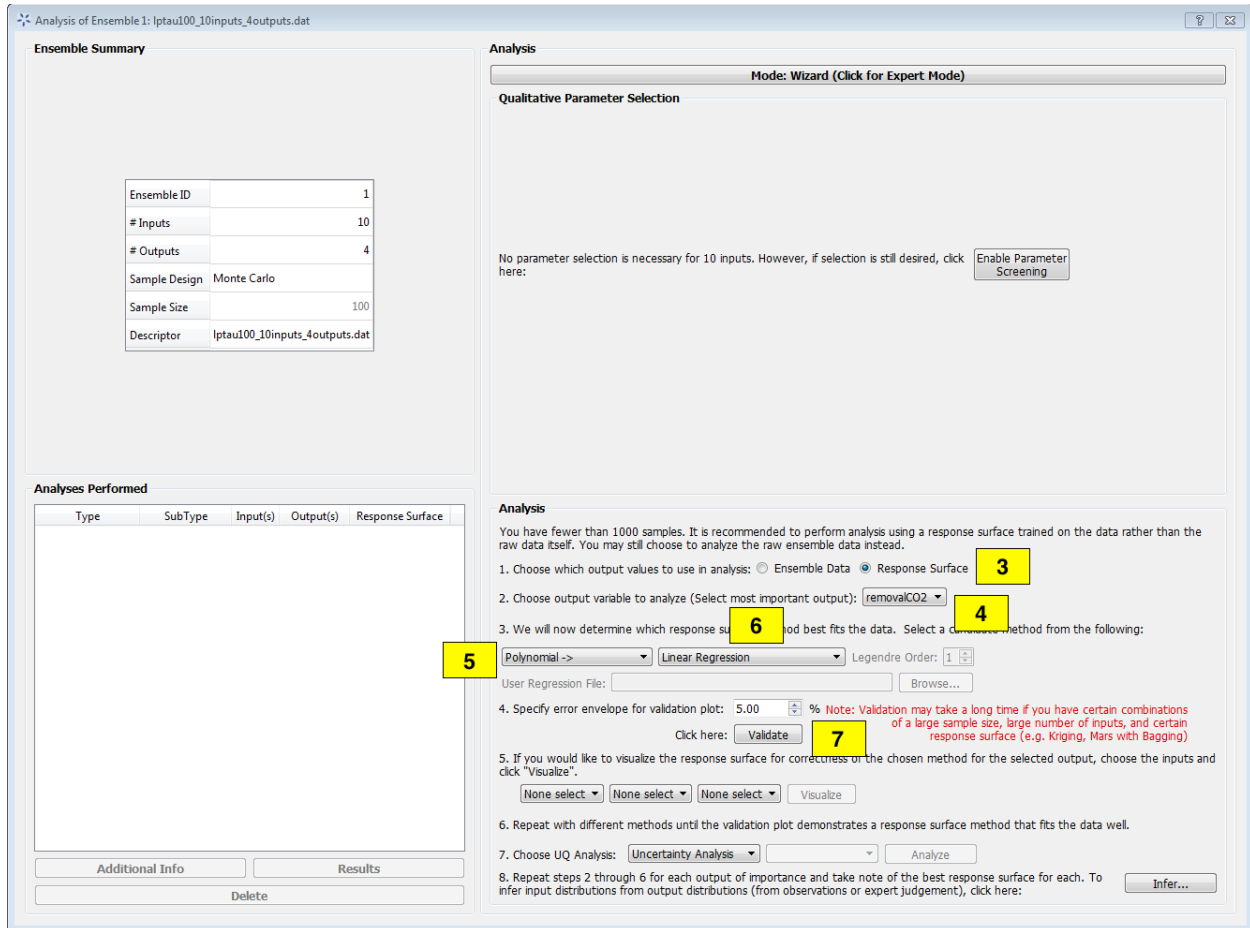 Analysis of Ensemble 1: lptau100_10inputs_4outputs.dat
Ensemble Summary
Ensemble ID 1
# Inputs 10
# Outputs 4
Sample Design Monte Carlo
Sample Size 100
Descriptor lptau100_10inputs_4outputs.dat
Analyses Performed
Type SubType Input(s) Output(s) Response Surface
Additional Info Results
Delete
Analysis
Mode: Wizard (Click for Expert Mode)
Qualitative Parameter Selection
No parameter selection is necessary for 10 inputs. However, if selection is still desired, click
here:
Enable Parameter
Screening
Analysis
You have fewer than 1000 samples. It is recommended to perform analysis using a response surface trained on the data rather than the
raw data itself. You may still choose to analyze the raw ensemble data instead.
1. Choose which output values to use in analysis: Ensemble Data Response Surface 3
2. Choose output variable to analyze (Select most important output): removalCO2 4
3. We will now determine which response su 6 hod best fits the data. Select a candidate method from the following:
5 Polynomial -> Linear Regression Legendre Order: 1
User Regression File: Browse...
4. Specify error envelope for validation plot: 5.00 % Note: Validation may take a long time if you have certain combinations
of a large sample size, large number of inputs, and certain
response surface (e.g. Kriging, Mars with Bagging)
Click here: Validate 7
5. If you would like to visualize the response surface for correctness of the chosen method for the selected output, choose the inputs and
click "Visualize".
None select None select None select Visualize
6. Repeat with different methods until the validation plot demonstrates a response surface method that fits the data well.
7. Choose UQ Analysis: Uncertainty Analysis Analyze
8. Repeat steps 2 through 6 for each output of importance and take note of the best response surface for each. To
infer input distributions from output distributions (from observations or expert judgement), click here: Infer...